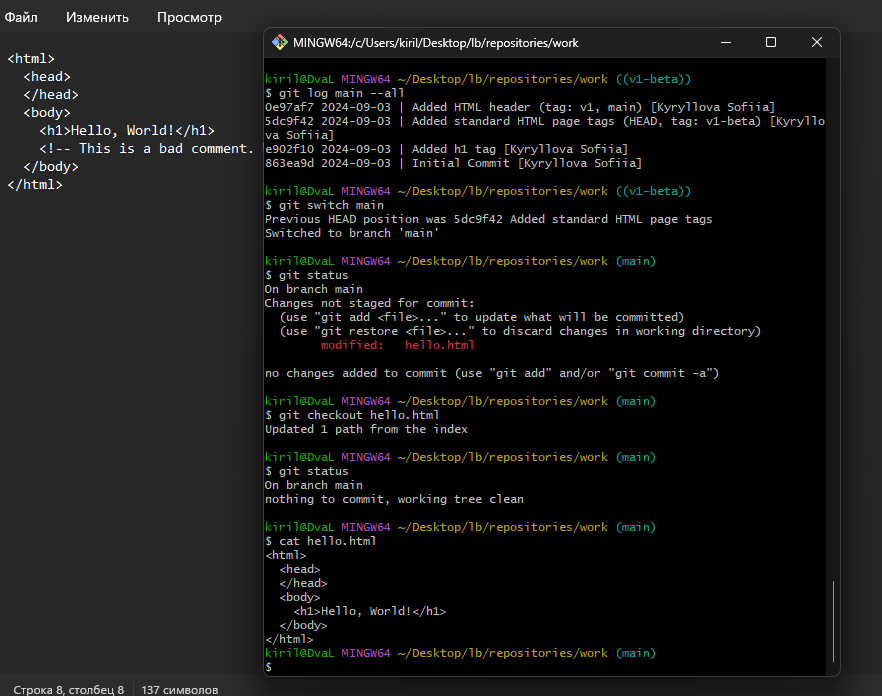 Файл Изменить Просмотр
<html>
  <head>
  </head>
  <body>
    <h1>Hello, World!</h1>
    <!-- This is a bad comment.
  </body>
</html>
Строка 8, столбец 8 137 символов
MINGW64:/c/Users/kiril/Desktop/lb/repositories/work
kiril@DvaL MINGW64 ~/Desktop/lb/repositories/work ((v1-beta))
$ git log main --all
0e97af7 2024-09-03 | Added HTML header (tag: v1, main) [Kyryllova Sofiia]
5dc9f42 2024-09-03 | Added standard HTML page tags (HEAD, tag: v1-beta) [Kyryllo
va Sofiia]
e902f10 2024-09-03 | Added h1 tag [Kyryllova Sofiia]
863ea9d 2024-09-03 | Initial Commit [Kyryllova Sofiia]
kiril@DvaL MINGW64 ~/Desktop/lb/repositories/work ((v1-beta))
$ git switch main
Previous HEAD position was 5dc9f42 Added standard HTML page tags
Switched to branch 'main'
kiril@DvaL MINGW64 ~/Desktop/lb/repositories/work (main)
$ git status
On branch main
Changes not staged for commit:
  (use "git add <file>..." to update what will be committed)
  (use "git restore <file>..." to discard changes in working directory)
        modified:   hello.html
no changes added to commit (use "git add" and/or "git commit -a")
kiril@DvaL MINGW64 ~/Desktop/lb/repositories/work (main)
$ git checkout hello.html
Updated 1 path from the index
kiril@DvaL MINGW64 ~/Desktop/lb/repositories/work (main)
$ git status
On branch main
nothing to commit, working tree clean
kiril@DvaL MINGW64 ~/Desktop/lb/repositories/work (main)
$ cat hello.html
<html>
  <head>
  </head>
  <body>
    <h1>Hello, World!</h1>
  </body>
</html>
kiril@DvaL MINGW64 ~/Desktop/lb/repositories/work (main)
$